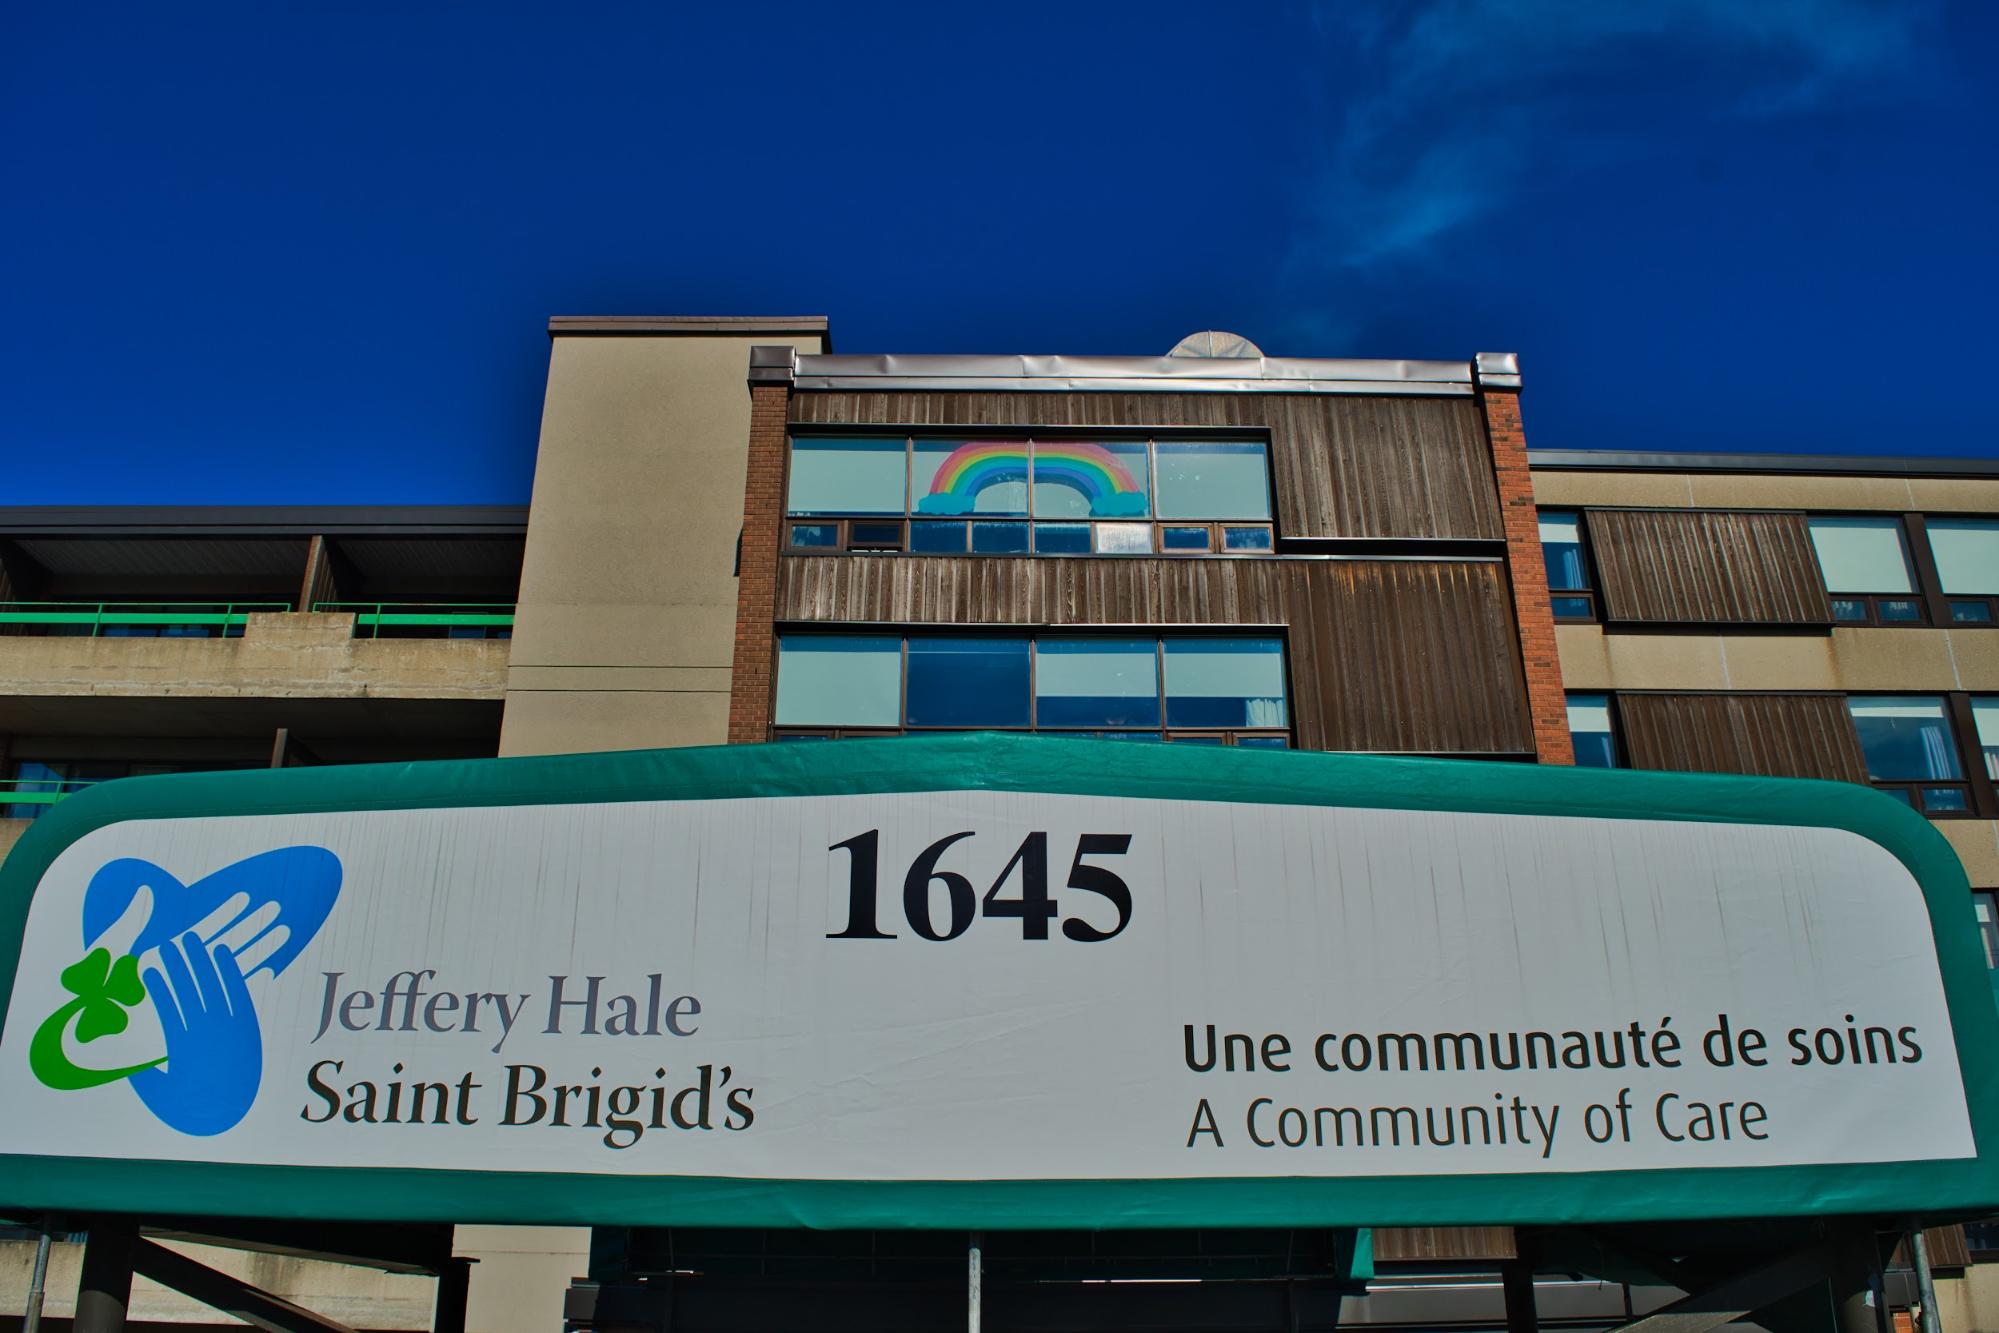 1645
Jeffery Hale
Saint Brigid's
Une communauté de soins
A Community of Care